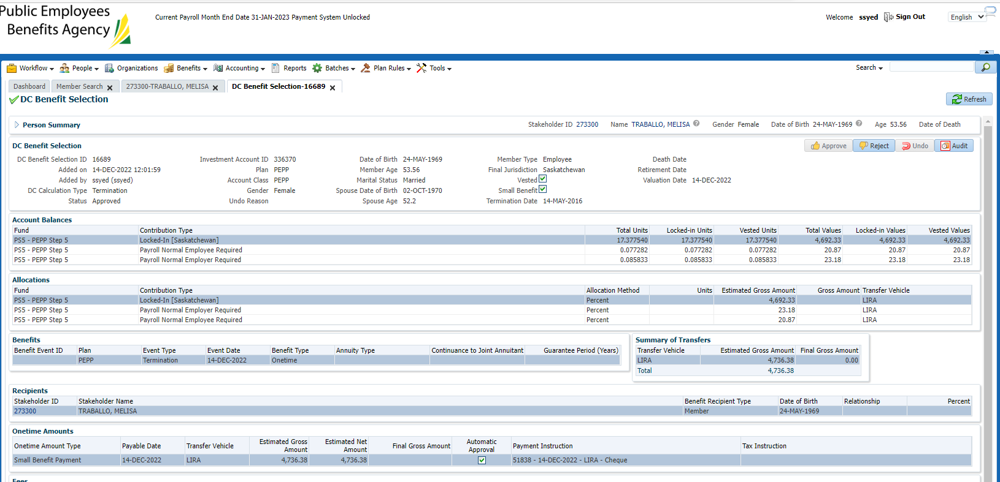 Public Employees
Benefits Agency
Current Payroll Month End Date 31-JAN-2023 Payment System Unlocked
Welcome ssyed Sign Out English
Workflow People Organizations Benefits Accounting Reports Batches Plan Rules Tools Search
Dashboard Member Search 273300-TRABALLO, MELISA DC Benefit Selection-16689
DC Benefit Selection Refresh
Person Summary Stakeholder ID 273300 Name TRABALLO, MELISA Gender Female Date of Birth 24-MAY-1969 Age 53.56 Date of Death
DC Benefit Selection Approve Reject Undo Audit
DC Benefit Selection ID 16689 Investment Account ID 336370 Date of Birth 24-MAY-1969 Member Type Employee Death Date
Added on 14-DEC-2022 12:01:59 Plan PEPP Member Age 53.56 Final Jurisdiction Saskatchewan Retirement Date
Added by ssyed (ssyed) Account Class PEPP Marital Status Married Vested Valuation Date 14-DEC-2022
DC Calculation Type Termination Gender Female Spouse Date of Birth 02-OCT-1970 Small Benefit
Status Approved Undo Reason Spouse Age 52.2 Termination Date 14-MAY-2016
Account Balances
Fund Contribution Type Total Units Locked-in Units Vested Units Total Values Locked-in Values Vested Values
PS5 - PEPP Step 5 Locked-In [Saskatchewan] 17.377540 17.377540 17.377540 4,692.33 4,692.33 4,692.33
PS5 - PEPP Step 5 Payroll Normal Employee Required 0.077282 0.077282 0.077282 20.87 20.87 20.87
PS5 - PEPP Step 5 Payroll Normal Employer Required 0.085833 0.085833 0.085833 23.18 23.18 23.18
Allocations
Fund Contribution Type Allocation Method Units Estimated Gross Amount Gross Amount Transfer Vehicle
PS5 - PEPP Step 5 Locked-In [Saskatchewan] Percent 4,692.33 LIRA
PS5 - PEPP Step 5 Payroll Normal Employer Required Percent 23.18 LIRA
PS5 - PEPP Step 5 Payroll Normal Employee Required Percent 20.87 LIRA
Benefits
Benefit Event ID Plan Event Type Event Date Benefit Type Annuity Type Continuance to Joint Annuitant Guarantee Period (Years)
PEPP Termination 14-DEC-2022 Onetime
Summary of Transfers
Transfer Vehicle Estimated Gross Amount Final Gross Amount
LIRA 4,736.38 0.00
Total 4,736.38
Recipients
Stakeholder ID Stakeholder Name Benefit Recipient Type Date of Birth Relationship Percent
273300 TRABALLO, MELISA Member 24-MAY-1969
Onetime Amounts
Onetime Amount Type Payable Date Transfer Vehicle Estimated Gross Amount Estimated Net Amount Final Gross Amount Automatic Approval Payment Instruction Tax Instruction
Small Benefit Payment 14-DEC-2022 LIRA 4,736.38 4,736.38 51838 - 14-DEC-2022 - LIRA - Cheque
Fees